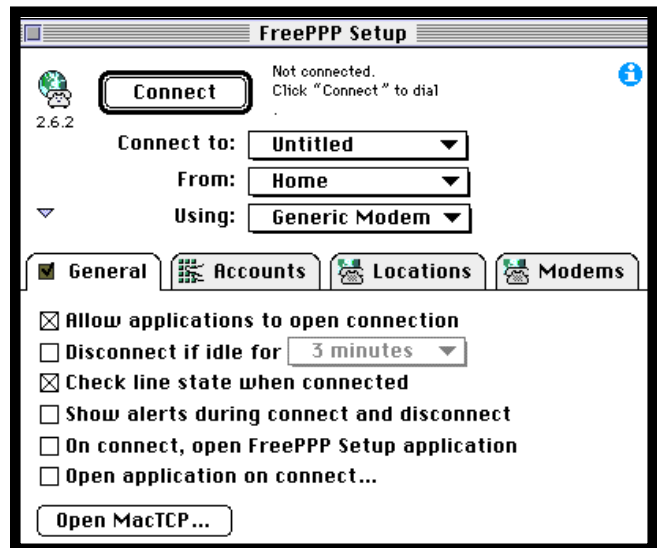 FreePPP Setup
Connect
Not connected.
Click "Connect" to dial
.
2.6.2
Connect to: Untitled
From: Home
Using: Generic Modem
General Accounts Locations Modems
Allow applications to open connection
Disconnect if idle for 3 minutes
Check line state when connected
Show alerts during connect and disconnect
On connect, open FreePPP Setup application
Open application on connect...
Open MacTCP...